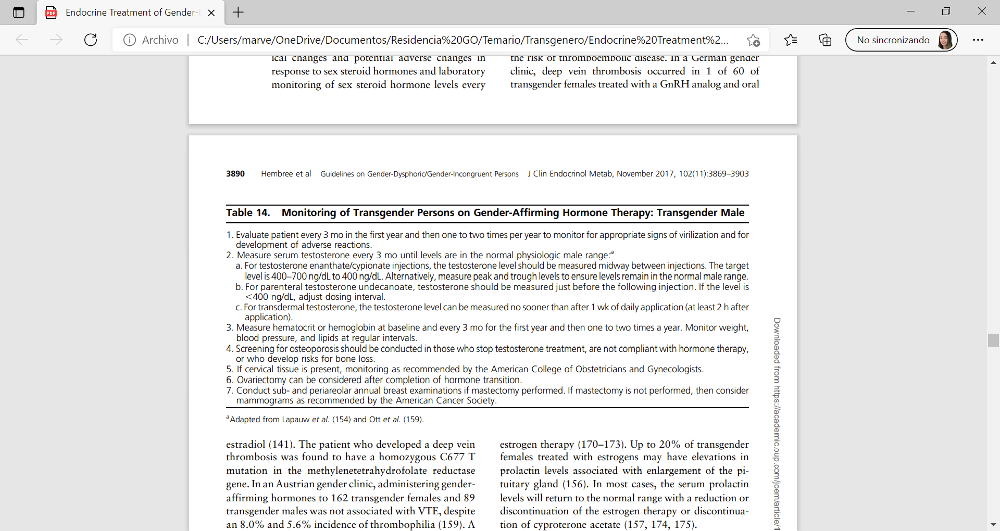 Endocrine Treatment of Gender-
Archivo
C:/Users/marve/OneDrive/Documentos/Residencia%20GO/Temario/Transgenero/Endocrine%20Treatment%2...
No sincronizando
ical changes and potential adverse changes in
response to sex steroid hormones and laboratory
monitoring of sex steroid hormone levels every
the risk of thromboembolic disease. In a German gender
clinic, deep vein thrombosis occurred in 1 of 60 of
transgender females treated with a GnRH analog and oral
3890 Hembree et al Guidelines on Gender-Dysphoric/Gender-Incongruent Persons J Clin Endocrinol Metab, November 2017, 102(11):3869–3903
Table 14. Monitoring of Transgender Persons on Gender-Affirming Hormone Therapy: Transgender Male
1. Evaluate patient every 3 mo in the first year and then one to two times per year to monitor for appropriate signs of virilization and for
development of adverse reactions.
2. Measure serum testosterone every 3 mo until levels are in the normal physiologic male range:a
a. For testosterone enanthate/cypionate injections, the testosterone level should be measured midway between injections. The target
level is 400–700 ng/dL to 400 ng/dL. Alternatively, measure peak and trough levels to ensure levels remain in the normal male range.
b. For parenteral testosterone undecanoate, testosterone should be measured just before the following injection. If the level is
<400 ng/dL, adjust dosing interval.
c. For transdermal testosterone, the testosterone level can be measured no sooner than after 1 wk of daily application (at least 2 h after
application).
3. Measure hematocrit or hemoglobin at baseline and every 3 mo for the first year and then one to two times a year. Monitor weight,
blood pressure, and lipids at regular intervals.
4. Screening for osteoporosis should be conducted in those who stop testosterone treatment, are not compliant with hormone therapy,
or who develop risks for bone loss.
5. If cervical tissue is present, monitoring as recommended by the American College of Obstetricians and Gynecologists.
6. Ovariectomy can be considered after completion of hormone transition.
7. Conduct sub- and periareolar annual breast examinations if mastectomy performed. If mastectomy is not performed, then consider
mammograms as recommended by the American Cancer Society.
aAdapted from Lapauw et al. (154) and Ott et al. (159).
estradiol (141). The patient who developed a deep vein
thrombosis was found to have a homozygous C677 T
mutation in the methylenetetrahydrofolate reductase
gene. In an Austrian gender clinic, administering gender-
affirming hormones to 162 transgender females and 89
transgender males was not associated with VTE, despite
an 8.0% and 5.6% incidence of thrombophilia (159). A
estrogen therapy (170–173). Up to 20% of transgender
females treated with estrogens may have elevations in
prolactin levels associated with enlargement of the pi-
tuitary gland (156). In most cases, the serum prolactin
levels will return to the normal range with a reduction or
discontinuation of the estrogen therapy or discontinua-
tion of cyproterone acetate (157, 174, 175).
Downloaded from https://academic.oup.com/jcem/article/1